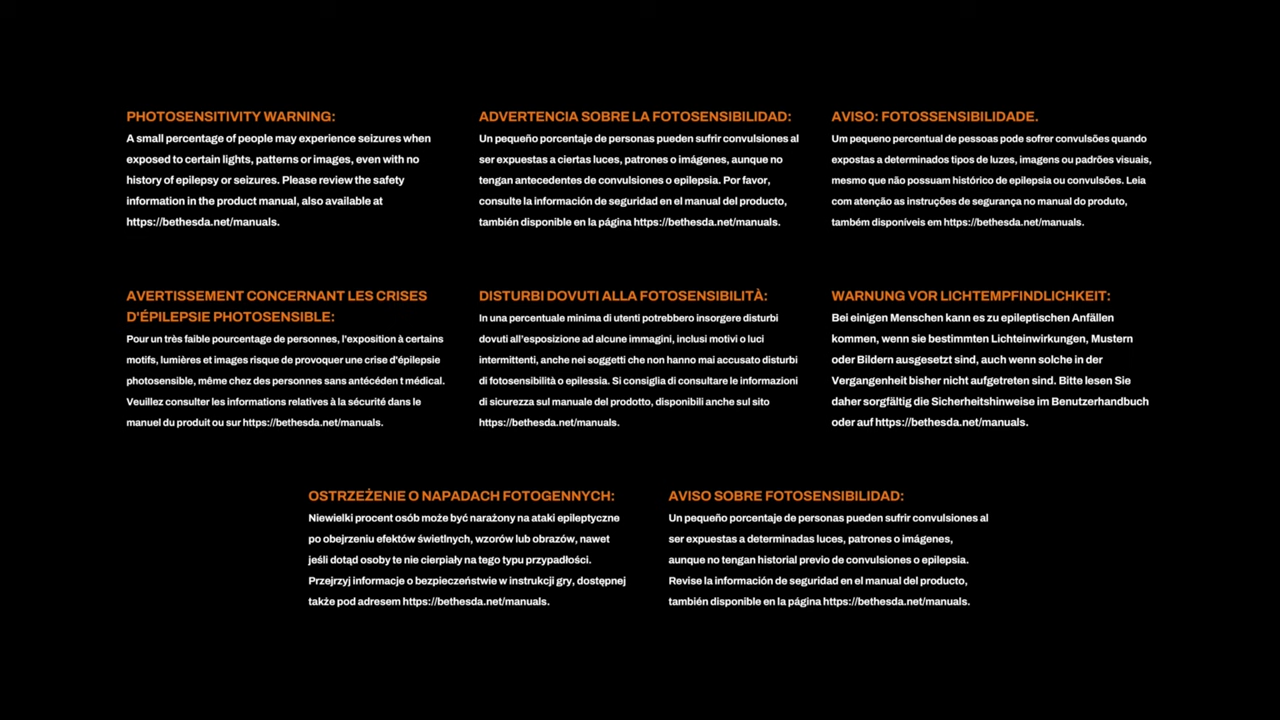 PHOTOSENSITIVITY WARNING:
A small percentage of people may experience seizures when
exposed to certain lights, patterns or images, even with no
history of epilepsy or seizures. Please review the safety
information in the product manual, also available at
https://bethesda.net/manuals.
ADVERTENCIA SOBRE LA FOTOSENSIBILIDAD:
Un pequeño porcentaje de personas pueden sufrir convulsiones al
ser expuestas a ciertas luces, patrones o imágenes, aunque no
tengan antecedentes de convulsiones o epilepsia. Por favor,
consulte la información de seguridad en el manual del producto,
también disponible en la página https://bethesda.net/manuals.
AVISO: FOTOSSENSIBILIDADE.
Um pequeno percentual de pessoas pode sofrer convulsões quando
expostas a determinados tipos de luzes, imagens ou padrões visuais,
mesmo que não possuam histórico de epilepsia ou convulsões. Leia
com atenção as instruções de segurança no manual do produto,
também disponíveis em https://bethesda.net/manuals.
AVERTISSEMENT CONCERNANT LES CRISES
D'ÉPILEPSIE PHOTOSENSIBLE:
Pour un très faible pourcentage de personnes, l'exposition à certains
motifs, lumières et images risque de provoquer une crise d'épilepsie
photosensible, même chez des personnes sans antécéden t médical.
Veuillez consulter les informations relatives à la sécurité dans le
manuel du produit ou sur https://bethesda.net/manuals.
DISTURBI DOVUTI ALLA FOTOSENSIBILITÀ:
In una percentuale minima di utenti potrebbero insorgere disturbi
dovuti all'esposizione ad alcune immagini, inclusi motivi o luci
intermittenti, anche nei soggetti che non hanno mai accusato disturbi
di fotosensibilità o epilessia. Si consiglia di consultare le informazioni
di sicurezza sul manuale del prodotto, disponibili anche sul sito
https://bethesda.net/manuals.
WARNUNG VOR LICHTEMPFINDLICHKEIT:
Bei einigen Menschen kann es zu epileptischen Anfällen
kommen, wenn sie bestimmten Lichteinwirkungen, Mustern
oder Bildern ausgesetzt sind, auch wenn solche in der
Vergangenheit bisher nicht aufgetreten sind. Bitte lesen Sie
daher sorgfältig die Sicherheitshinweise im Benutzerhandbuch
oder auf https://bethesda.net/manuals.
OSTRZEŻENIE O NAPADACH FOTOGENNYCH:
Niewielki procent osób może być narażony na ataki epileptyczne
po obejrzeniu efektów świetlnych, wzorów lub obrazów, nawet
jeśli dotąd osoby te nie cierpiały na tego typu przypadłości.
Przejrzyj informacje o bezpieczeństwie w instrukcji gry, dostępnej
także pod adresem https://bethesda.net/manuals.
AVISO SOBRE FOTOSENSIBILIDAD:
Un pequeño porcentaje de personas pueden sufrir convulsiones al
ser expuestas a determinadas luces, patrones o imágenes,
aunque no tengan historial previo de convulsiones o epilepsia.
Revise la información de seguridad en el manual del producto,
también disponible en la página https://bethesda.net/manuals.